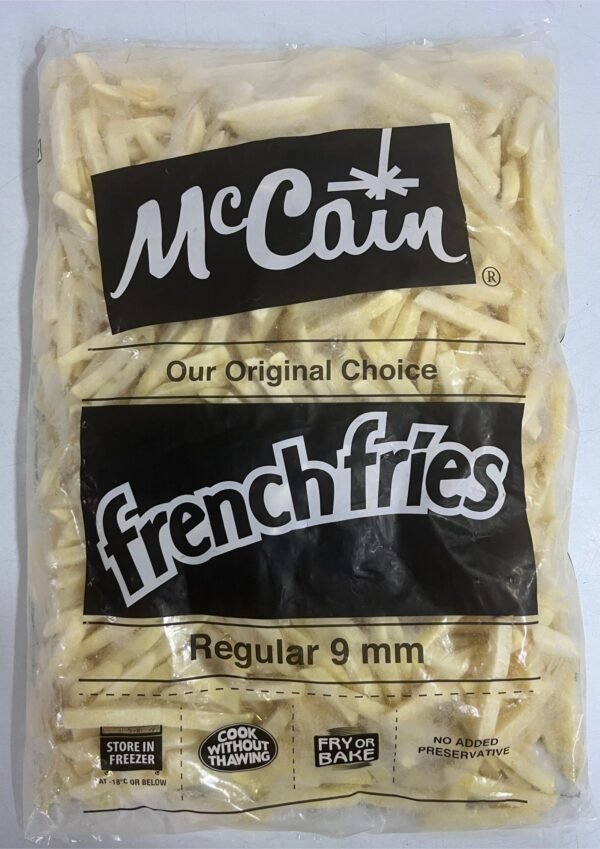 McCain
®
Our Original Choice
french fries
Regular 9 mm
STORE IN
FREEZER
AT -18°C OR BELOW
COOK
WITHOUT
THAWING
FRY OR
BAKE
NO ADDED
PRESERVATIVE